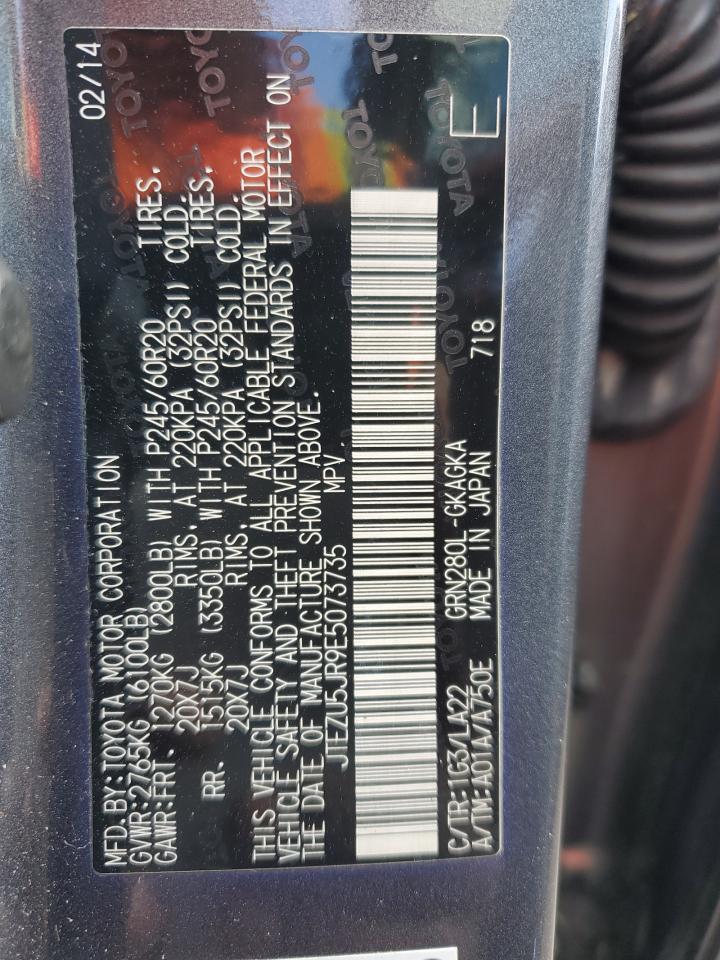 MFD.BY:TOYOTA MOTOR CORPORATION 02/14
GVWR:2765KG (6100LB)
GAWR:FRT. 1270KG (2800LB) WITH P245/60R20 TIRES.
20X7J RIMS, AT 220KPA (32PSI) COLD.
RR. 1515KG (3350LB) WITH P245/60R20 TIRES.
20X7J RIMS, AT 220KPA (32PSI) COLD.
THIS VEHICLE CONFORMS TO ALL APPLICABLE FEDERAL MOTOR
VEHICLE SAFETY AND THEFT PREVENTION STANDARDS IN EFFECT ON
THE DATE OF MANUFACTURE SHOWN ABOVE.
JTEZU5JR9E5073735 MPV
C/TR:1G3/LA22 GRN280L-GKAGKA
A/TM:A01A/A750E MADE IN JAPAN 718
E
TOYOTA